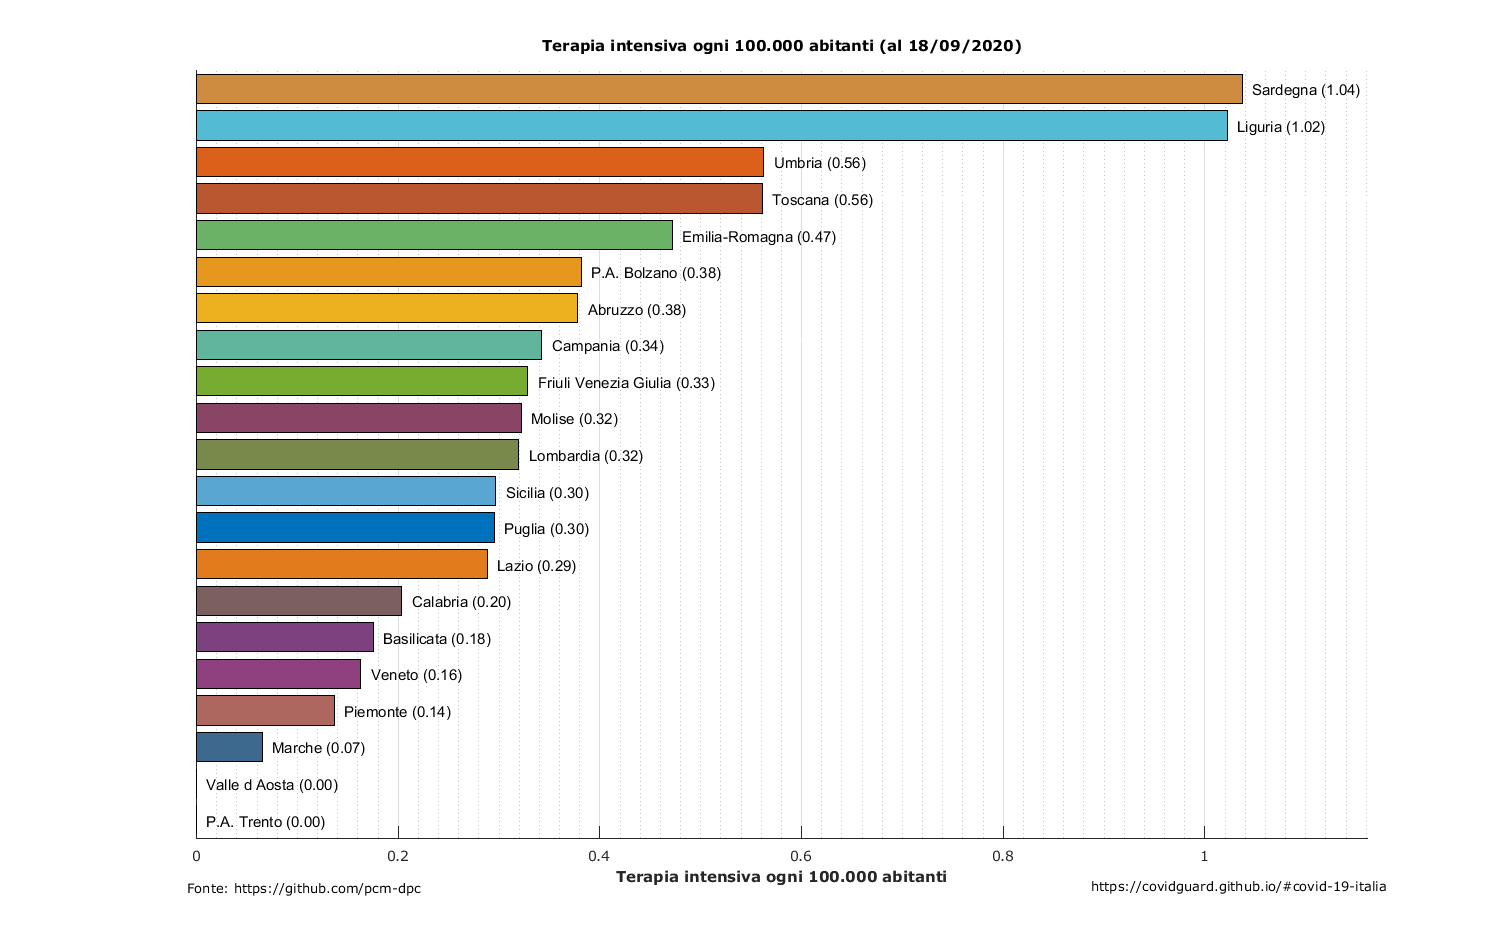 Terapia intensiva ogni 100.000 abitanti (al 18/09/2020)
Sardegna (1.04)
Liguria (1.02)
Umbria (0.56)
Toscana (0.56)
Emilia-Romagna (0.47)
P.A. Bolzano (0.38)
Abruzzo (0.38)
Campania (0.34)
Friuli Venezia Giulia (0.33)
Molise (0.32)
Lombardia (0.32)
Sicilia (0.30)
Puglia (0.30)
Lazio (0.29)
Calabria (0.20)
Basilicata (0.18)
Veneto (0.16)
Piemonte (0.14)
Marche (0.07)
Valle d Aosta (0.00)
P.A. Trento (0.00)
0 0.2 0.4 0.6 0.8 1
Terapia intensiva ogni 100.000 abitanti
Fonte: https://github.com/pcm-dpc
https://covidguard.github.io/#covid-19-italia